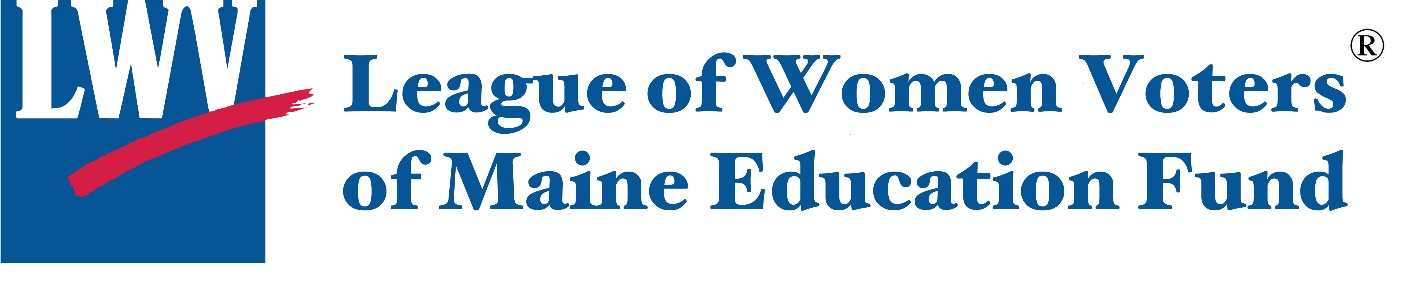 LWV
League of Women Voters®
of Maine Education Fund